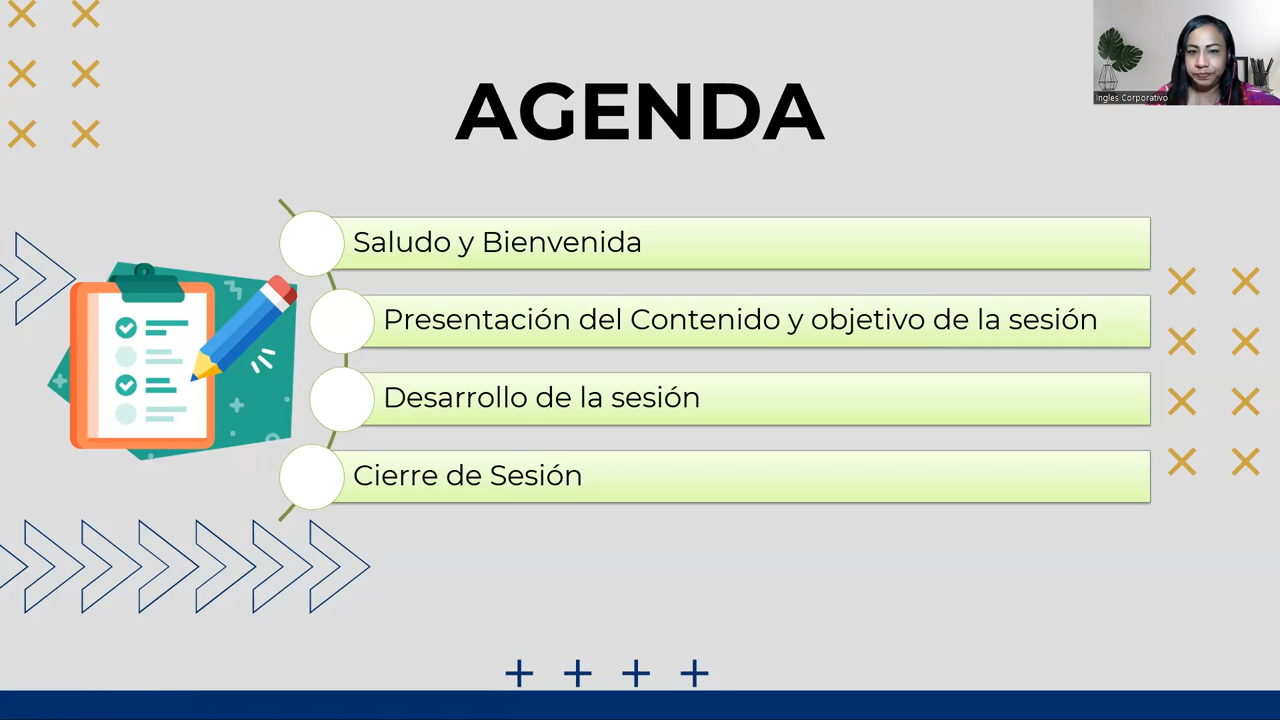 AGENDA
Ingles Corporativo
Saludo y Bienvenida
Presentación del Contenido y objetivo de la sesión
Desarrollo de la sesión
Cierre de Sesión